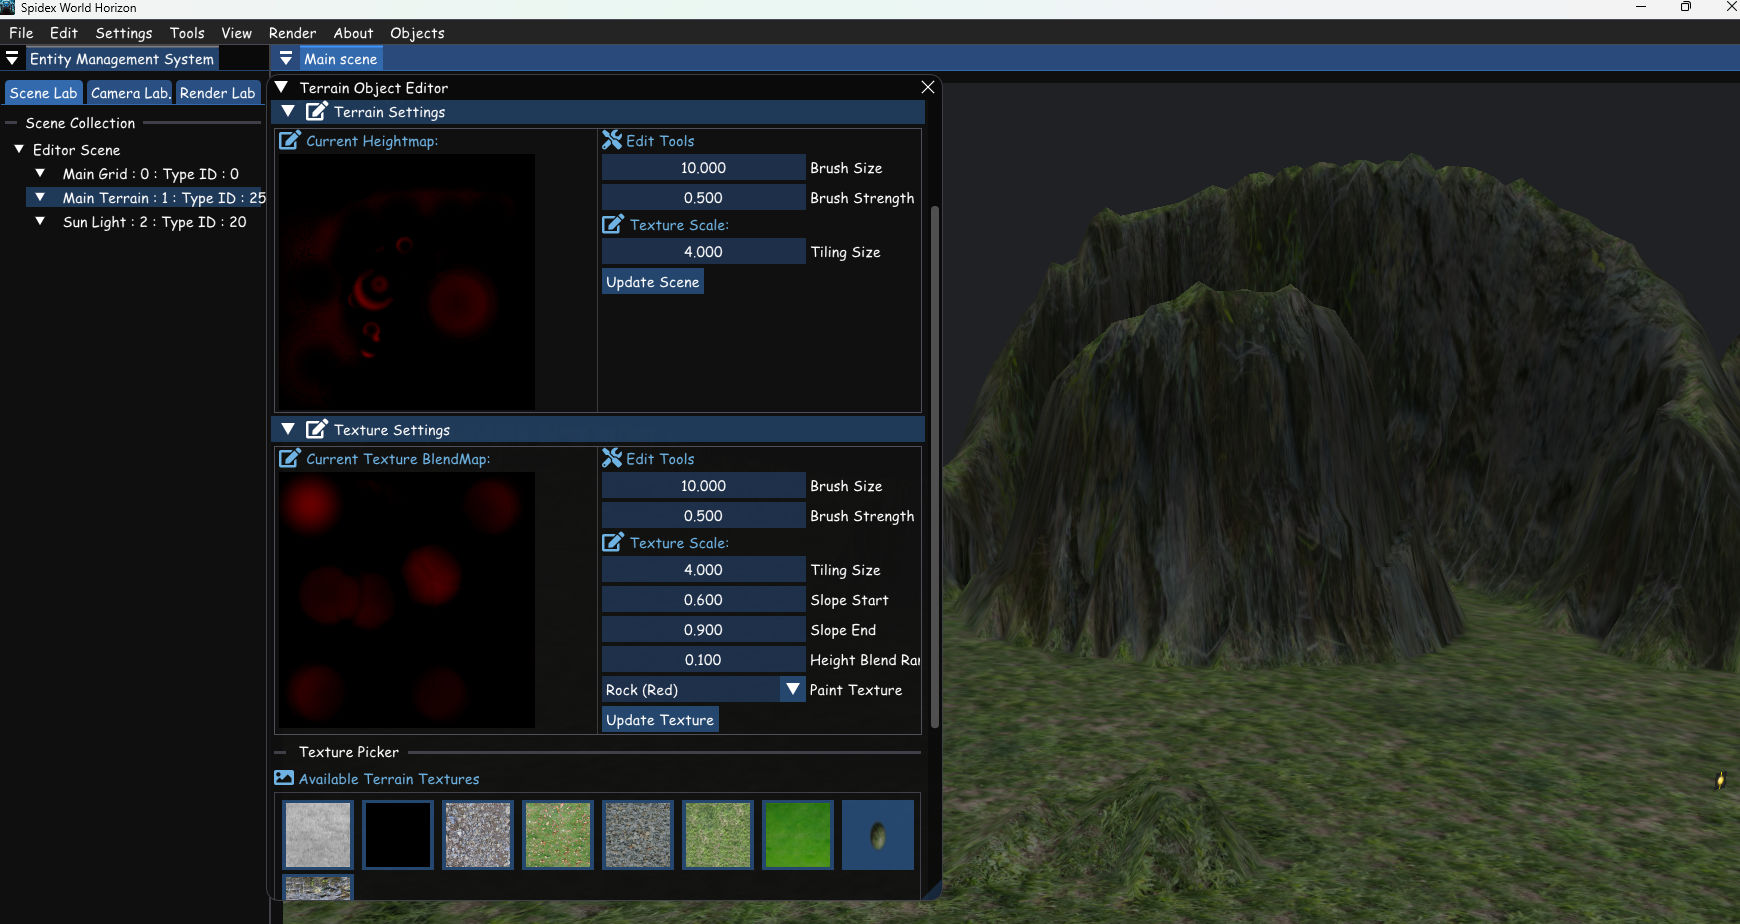 Spidex World Horizon
File Edit Settings Tools View Render About Objects
Entity Management System
Main scene
Scene Lab Camera Lab. Render Lab
Scene Collection
Editor Scene
Main Grid : 0 : Type ID : 0
Main Terrain : 1 : Type ID : 25
Sun Light : 2 : Type ID : 20
Terrain Object Editor
Terrain Settings
Current Heightmap:
Edit Tools
10.000 Brush Size
0.500 Brush Strength
Texture Scale:
4.000 Tiling Size
Update Scene
Texture Settings
Current Texture BlendMap:
Edit Tools
10.000 Brush Size
0.500 Brush Strength
Texture Scale:
4.000 Tiling Size
0.600 Slope Start
0.900 Slope End
0.100 Height Blend Ra
Rock (Red) Paint Texture
Update Texture
Texture Picker
Available Terrain Textures